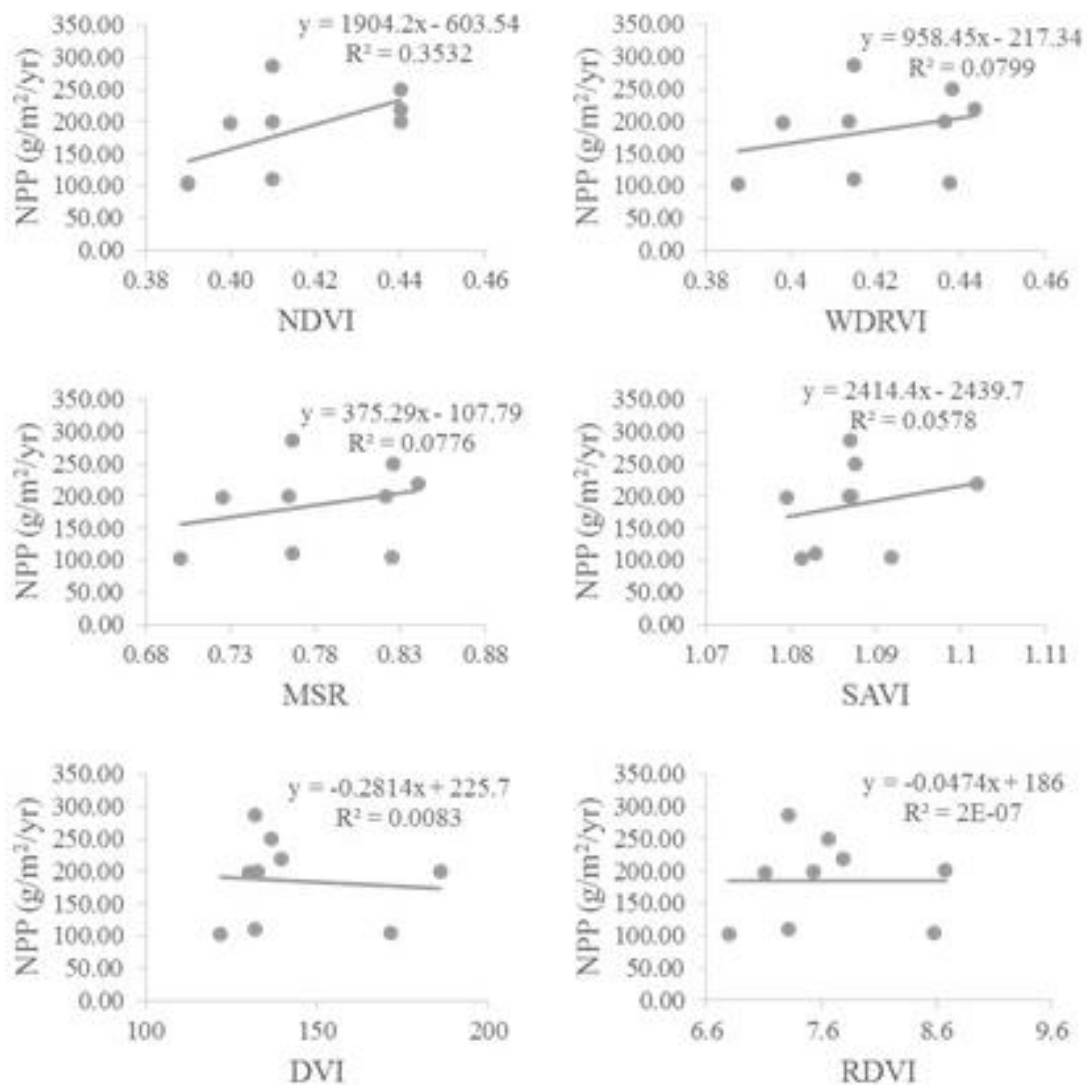 y = 1904.2x - 603.54
R² = 0.3532
350.00
300.00
250.00
200.00
150.00
100.00
50.00
0.00
NPP (g/m²/yr)
0.38 0.40 0.42 0.44 0.46
NDVI
y = 958.45x - 217.34
R² = 0.0799
350.00
300.00
250.00
200.00
150.00
100.00
50.00
0.00
NPP (g/m²/yr)
0.38 0.4 0.42 0.44 0.46
WDRVI
y = 375.29x - 107.79
R² = 0.0776
350.00
300.00
250.00
200.00
150.00
100.00
50.00
0.00
NPP (g/m²/yr)
0.68 0.73 0.78 0.83 0.88
MSR
y = 2414.4x - 2439.7
R² = 0.0578
350.00
300.00
250.00
200.00
150.00
100.00
50.00
0.00
NPP (g/m²/yr)
1.07 1.08 1.09 1.1 1.11
SAVI
y = -0.2814x + 225.7
R² = 0.0083
350.00
300.00
250.00
200.00
150.00
100.00
50.00
0.00
NPP (g/m²/yr)
100 150 200
DVI
y = -0.0474x + 186
R² = 2E-07
350.00
300.00
250.00
200.00
150.00
100.00
50.00
0.00
NPP (g/m²/yr)
6.6 7.6 8.6 9.6
RDVI